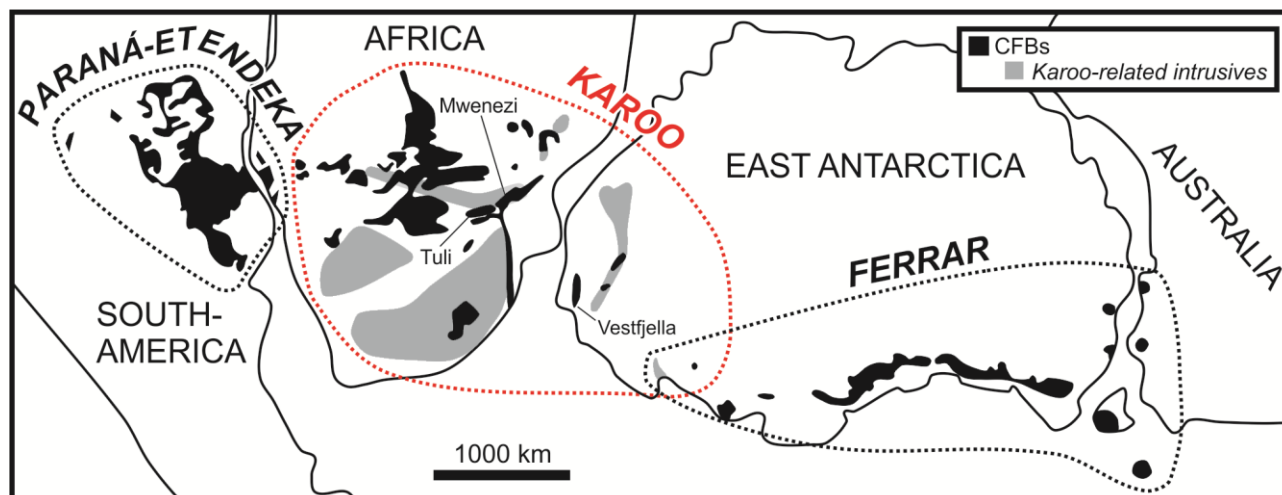 PARANÁ-ETENDEKA
AFRICA
Mwenezi
KAROO
CFBs
Karoo-related intrusives
EAST ANTARCTICA
AUSTRALIA
Tuli
FERRAR
SOUTH-
AMERICA
Vestfjella
1000 km